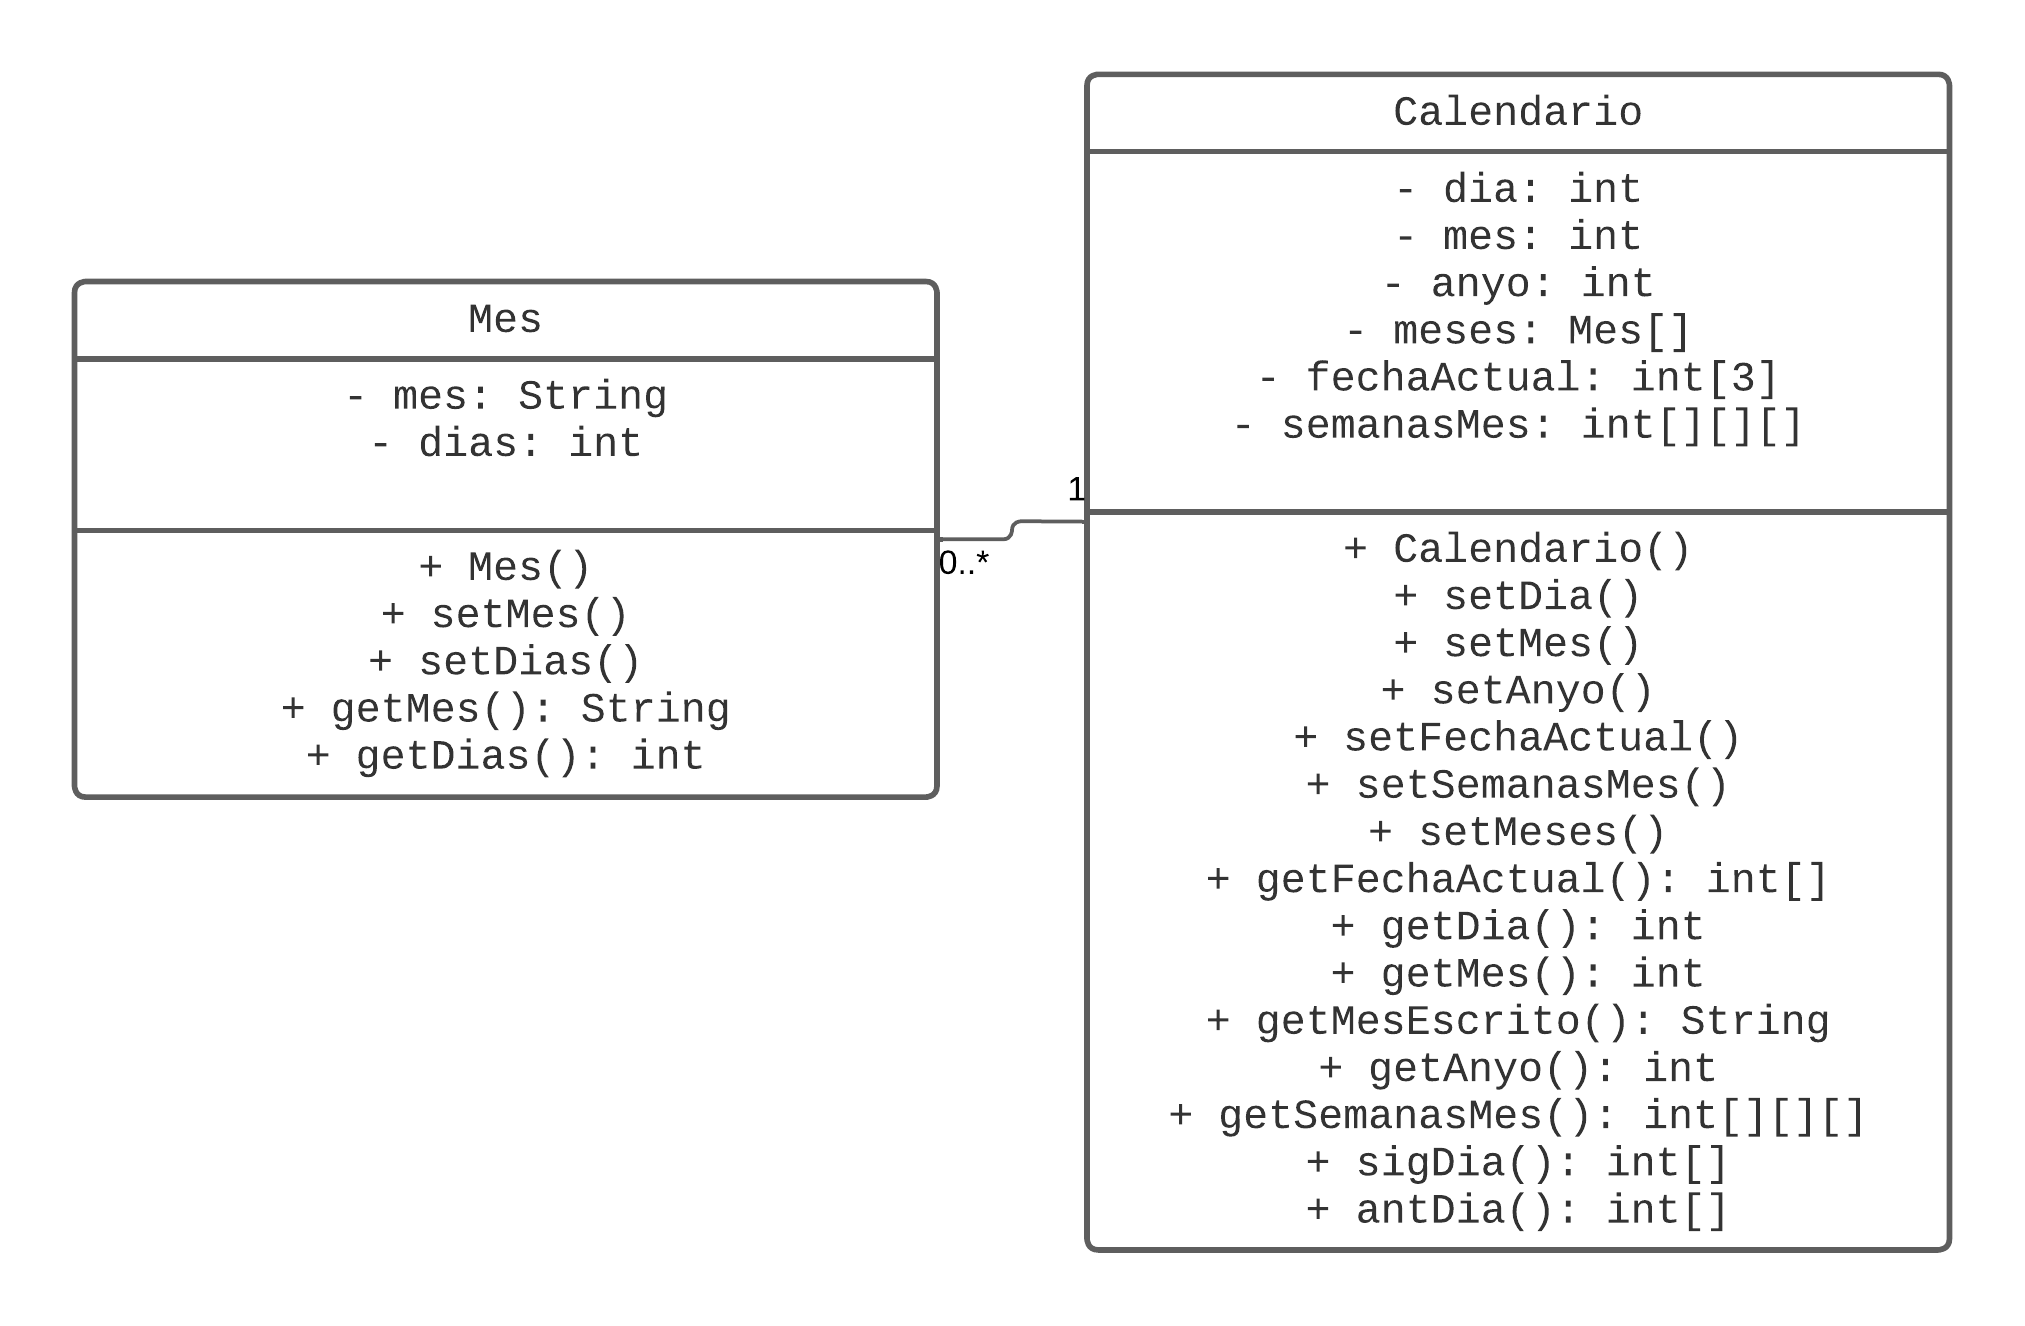 Mes
- mes: String
- dias: int
+ Mes()
+ setMes()
+ setDias()
+ getMes(): String
+ getDias(): int
0..*
1
Calendario
- dia: int
- mes: int
- anyo: int
- meses: Mes[]
- fechaActual: int[3]
- semanasMes: int[][][]
+ Calendario()
+ setDia()
+ setMes()
+ setAnyo()
+ setFechaActual()
+ setSemanasMes()
+ setMeses()
+ getFechaActual(): int[]
+ getDia(): int
+ getMes(): int
+ getMesEscrito(): String
+ getAnyo(): int
+ getSemanasMes(): int[][][]
+ sigDia(): int[]
+ antDia(): int[]